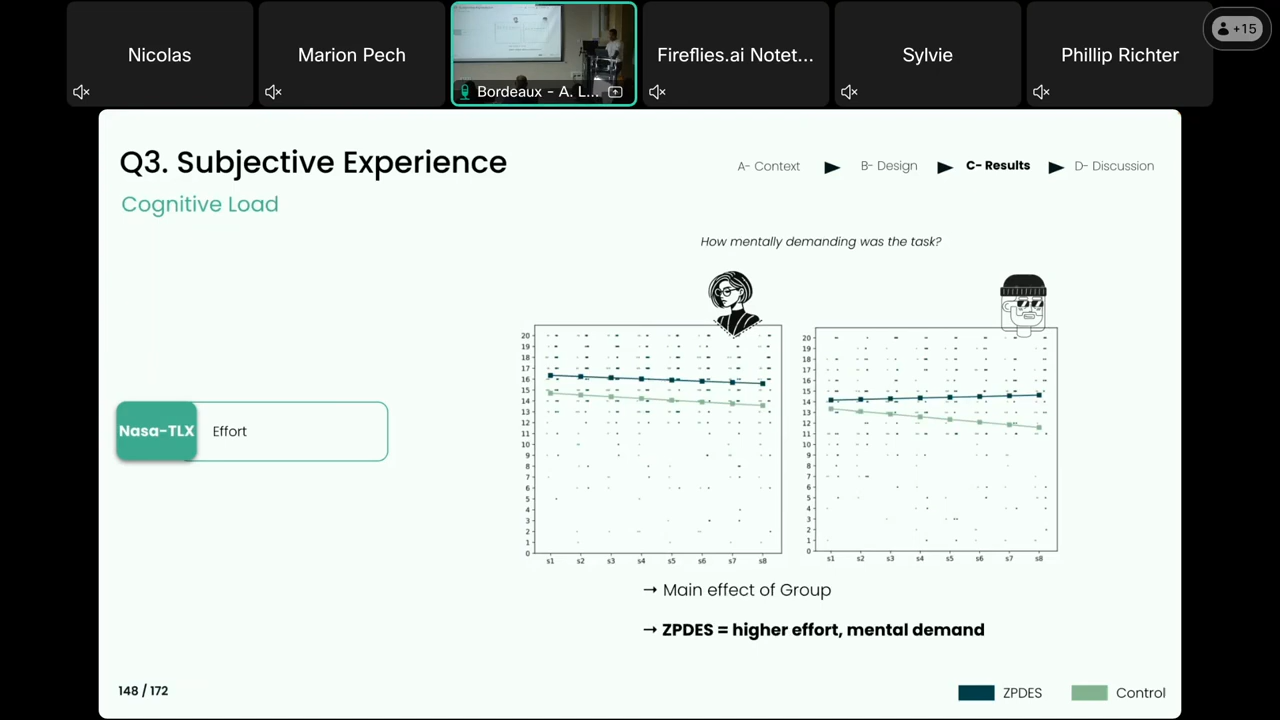 Nicolas
Marion Pech
Bordeaux - A. L...
Fireflies.ai Notet...
Sylvie
Phillip Richter
+15
Q3. Subjective Experience
A- Context
B- Design
C- Results
D- Discussion
Cognitive Load
How mentally demanding was the task?
Nasa-TLX
Effort
20
19
18
17
16
15
14
13
12
11
10
9
8
7
6
5
4
3
2
1
0
s1 s2 s3 s4 s5 s6 s7 s8
20
19
18
17
16
15
14
13
12
11
10
9
8
7
6
5
4
3
2
1
0
s1 s2 s3 s4 s5 s6 s7 s8
→ Main effect of Group
→ ZPDES = higher effort, mental demand
148 / 172
ZPDES
Control